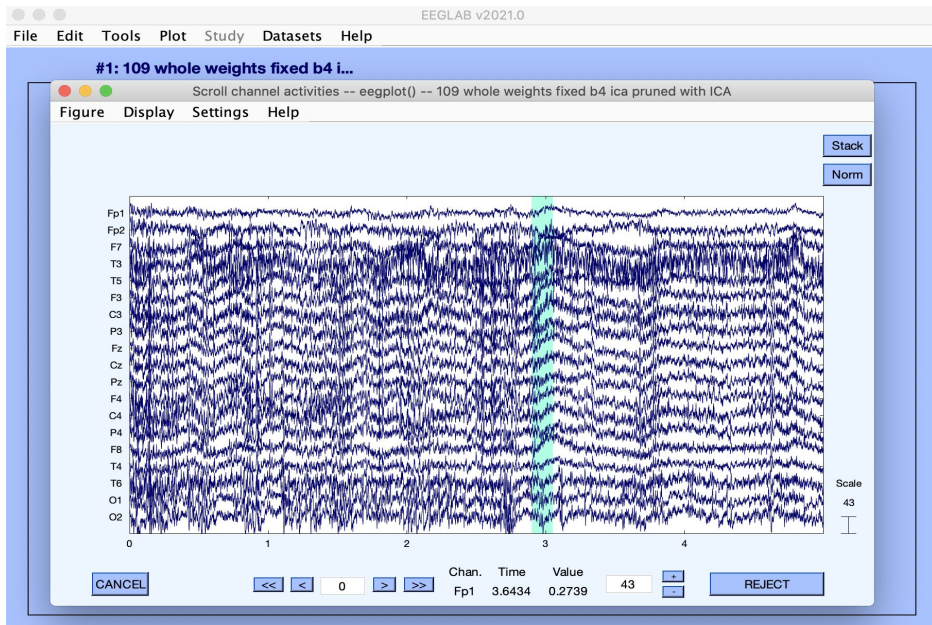 EEGLAB v2021.0
File Edit Tools Plot Study Datasets Help
#1: 109 whole weights fixed b4 i...
Scroll channel activities -- eegplot() -- 109 whole weights fixed b4 ica pruned with ICA
Figure Display Settings Help
Stack
Norm
Fp1
Fp2
F7
T3
T5
F3
C3
P3
Fz
Cz
Pz
F4
C4
P4
F8
T4
T6
O1
O2
Scale
43
0 1 2 3 4
Chan. Time Value
CANCEL << < 0 > >> Fp1 3.6434 0.2739 43 + - REJECT